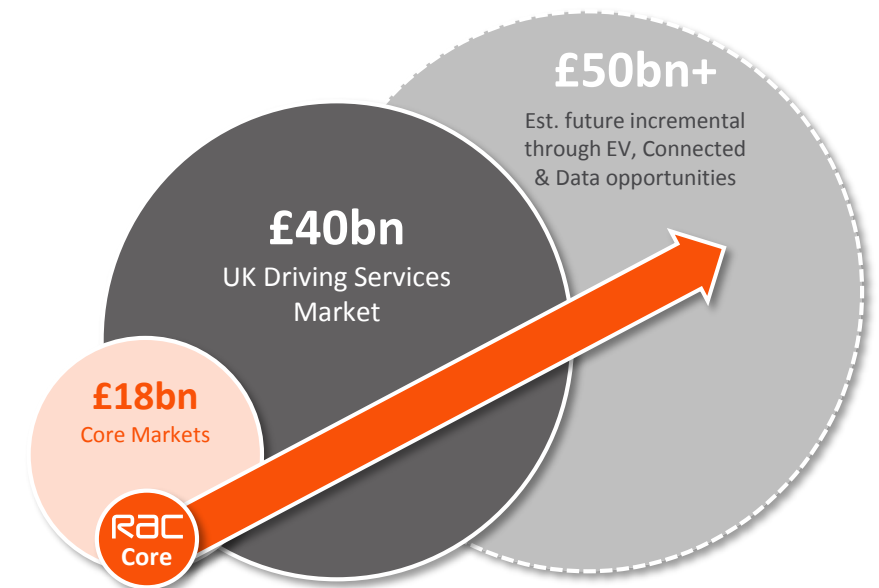 £50bn+
Est. future incremental
through EV, Connected
& Data opportunities
£40bn
UK Driving Services
Market
£18bn
Core Markets
RAC
Core